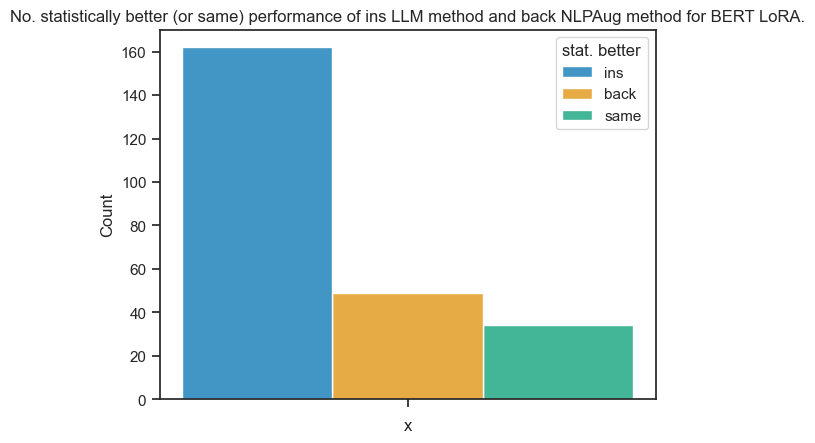 No. statistically better (or same) performance of ins LLM method and back NLPAug method for BERT LoRA.
stat. better
ins
back
same
Count
160
140
120
100
80
60
40
20
0
x